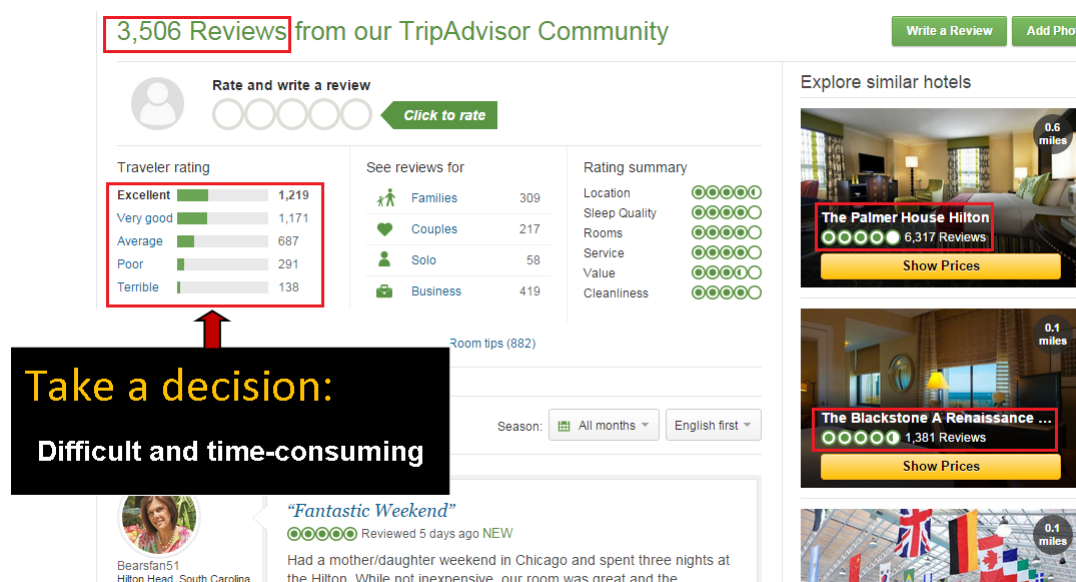 3,506 Reviews from our TripAdvisor Community
Write a Review
Add Pho
Rate and write a review
Click to rate
Traveler rating
Excellent 1,219
Very good 1,171
Average 687
Poor 291
Terrible 138
See reviews for
Families 309
Couples 217
Solo 58
Business 419
Rating summary
Location
Sleep Quality
Rooms
Service
Value
Cleanliness
Room tips (882)
Take a decision:
Difficult and time-consuming
Season: All months English first
"Fantastic Weekend"
Reviewed 5 days ago NEW
Bearsfan51
Hilton Head, South Carolina
Had a mother/daughter weekend in Chicago and spent three nights at
the Hilton. While not inexpensive, our room was great and the
Explore similar hotels
0.6
miles
The Palmer House Hilton
6,317 Reviews
Show Prices
0.1
miles
The Blackstone A Renaissance ...
1,381 Reviews
Show Prices
0.1
miles